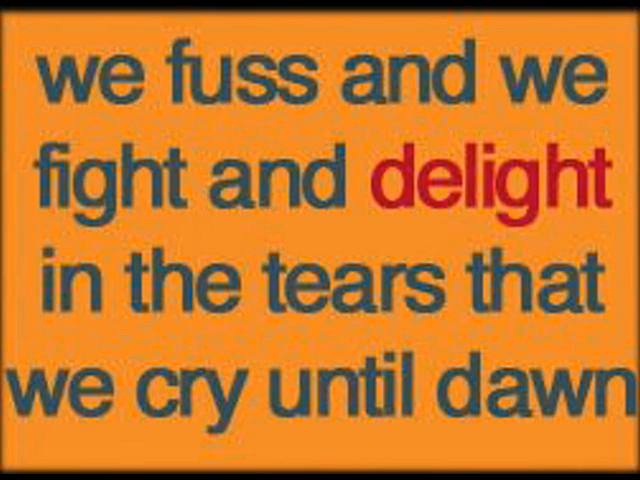 we fuss and we
fight and delight
in the tears that
we cry until dawn